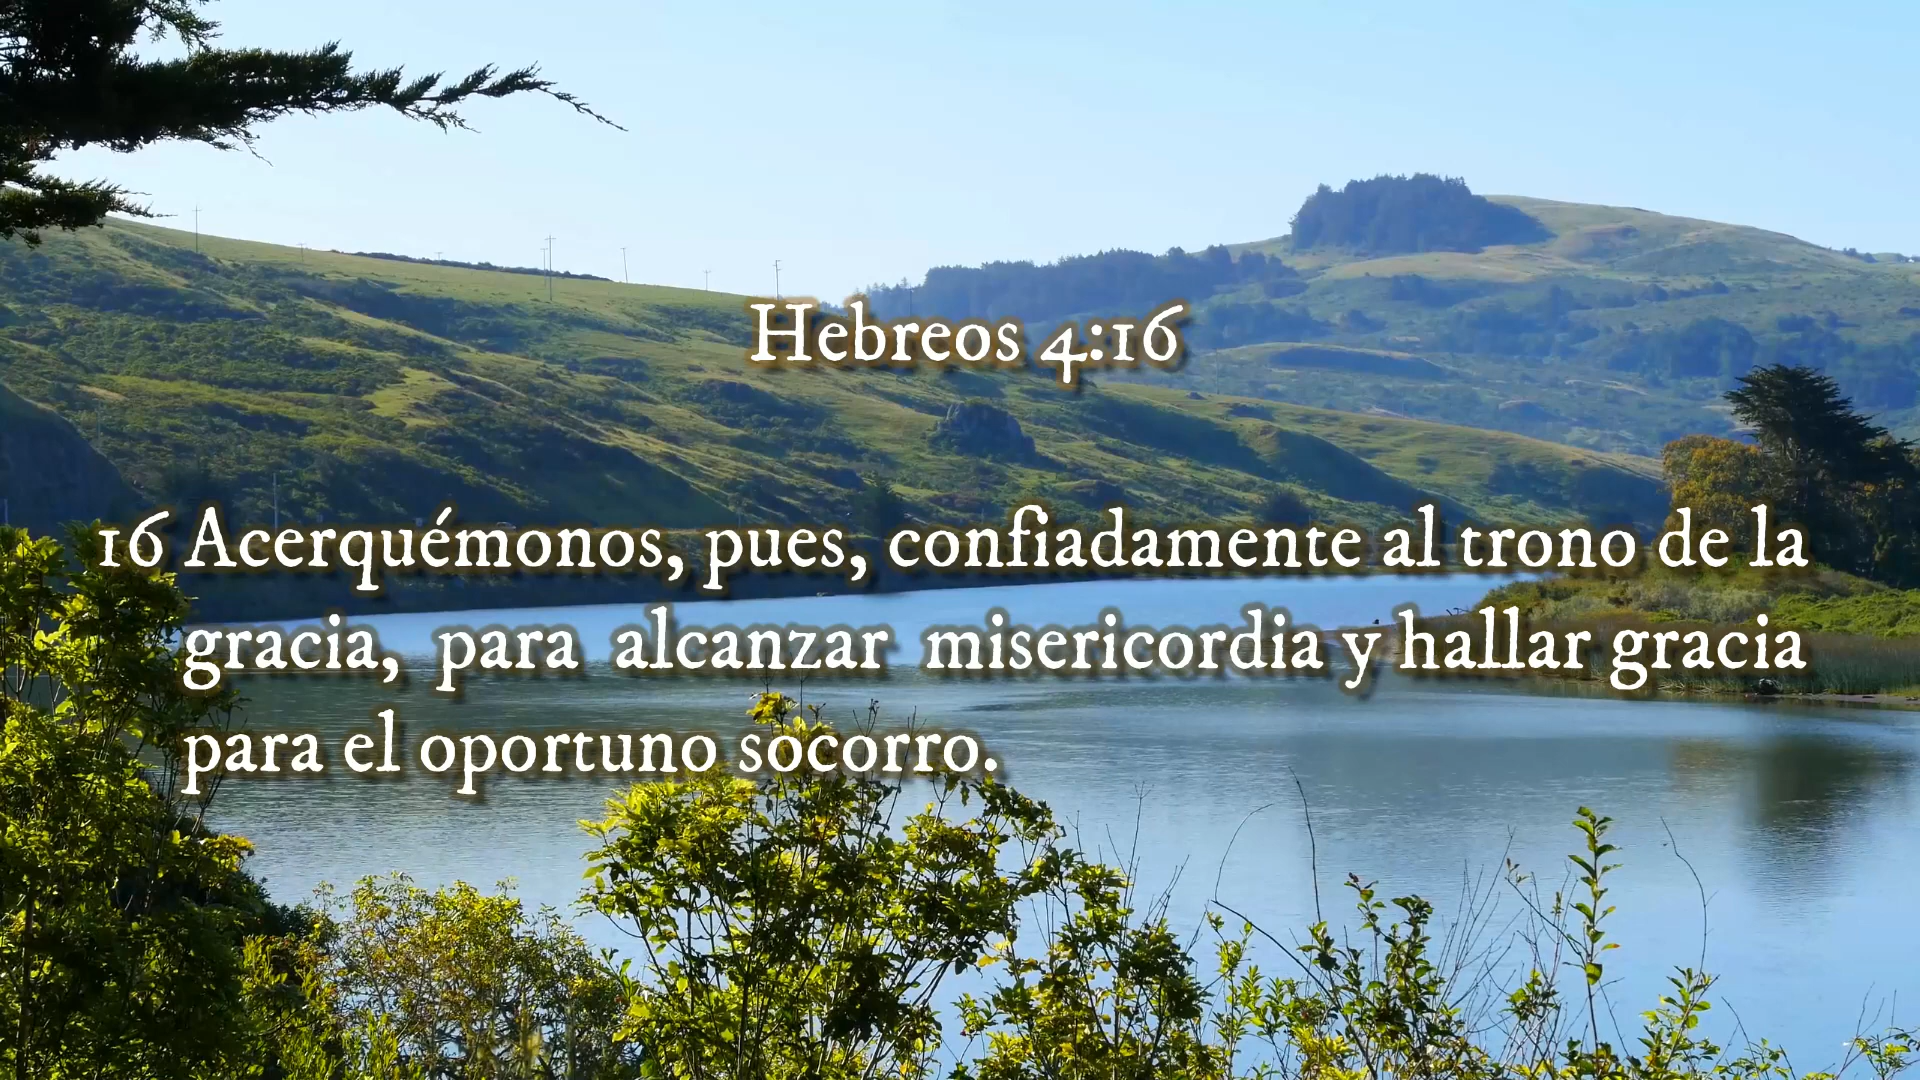 Hebreos 4:16
16 Acerquémonos, pues, confiadamente al trono de la
gracia, para alcanzar misericordia y hallar gracia
para el oportuno socorro.